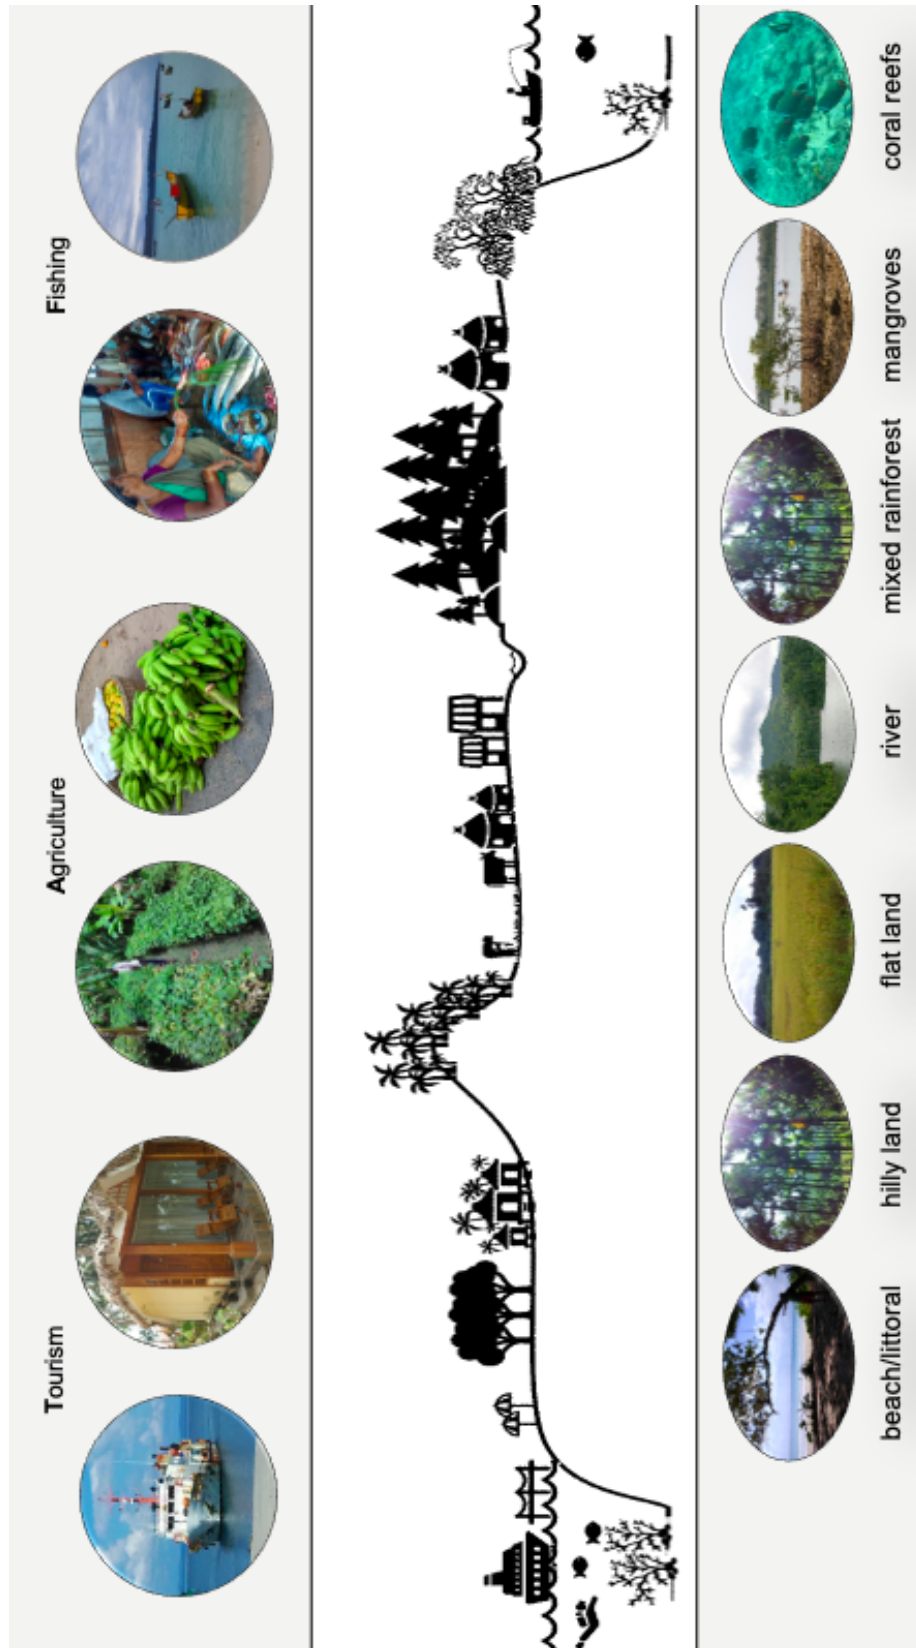 Tourism
Agriculture
Fishing
beach/littoral
hilly land
flat land
river
mixed rainforest
mangroves
coral reefs